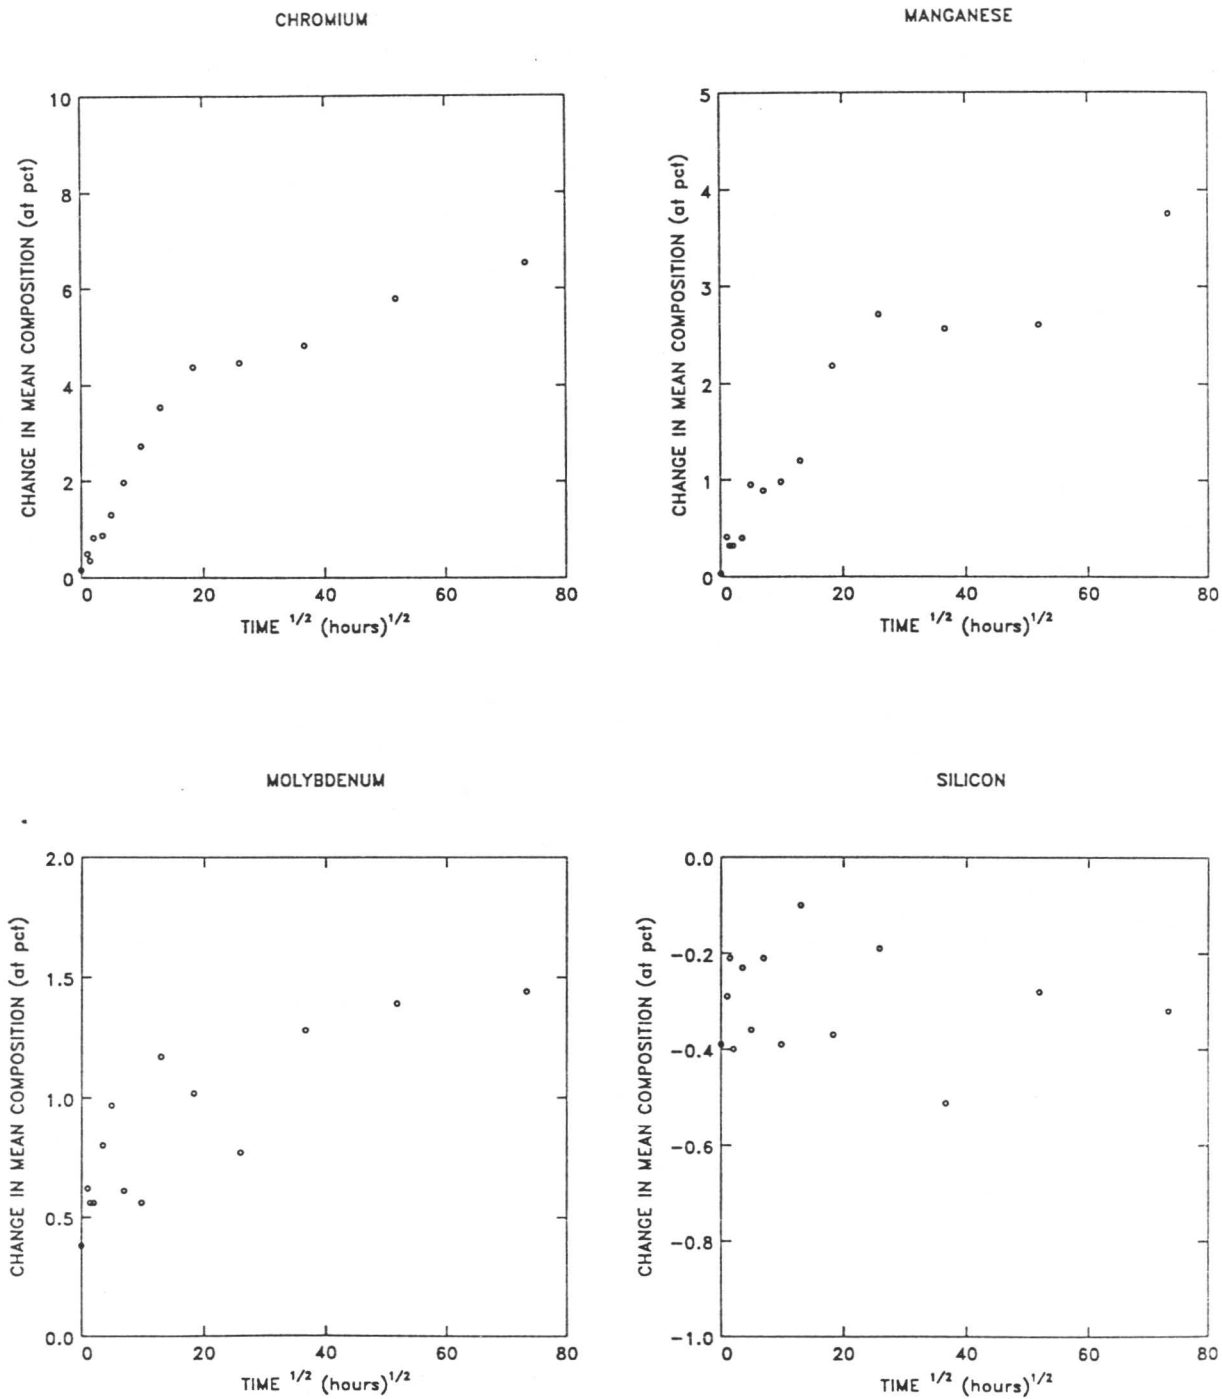 CHROMIUM
10
8
6
4
2
0
0 20 40 60 80
CHANGE IN MEAN COMPOSITION (at pct)
TIME 1/2 (hours)1/2
MANGANESE
5
4
3
2
1
0
0 20 40 60 80
CHANGE IN MEAN COMPOSITION (at pct)
TIME 1/2 (hours)1/2
MOLYBDENUM
2.0
1.5
1.0
0.5
0.0
0 20 40 60 80
CHANGE IN MEAN COMPOSITION (at pct)
TIME 1/2 (hours)1/2
SILICON
0.0
−0.2
−0.4
−0.6
−0.8
−1.0
0 20 40 60 80
CHANGE IN MEAN COMPOSITION (at pct)
TIME 1/2 (hours)1/2